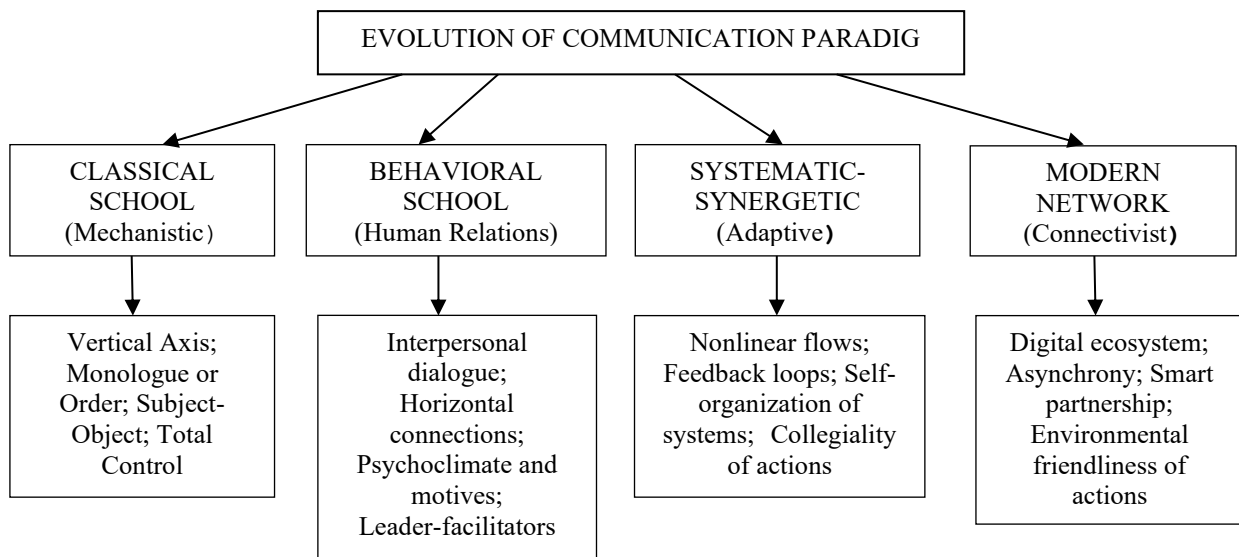 EVOLUTION OF COMMUNICATION PARADIG
CLASSICAL
SCHOOL
(Mechanistic)
BEHAVIORAL
SCHOOL
(Human Relations)
SYSTEMATIC-
SYNERGETIC
(Adaptive)
MODERN
NETWORK
(Connectivist)
Vertical Axis;
Monologue or
Order; Subject-
Object; Total
Control
Interpersonal
dialogue;
Horizontal
connections;
Psychoclimate and
motives;
Leader-facilitators
Nonlinear flows;
Feedback loops; Self-
organization of
systems; Collegiality
of actions
Digital ecosystem;
Asynchrony; Smart
partnership;
Environmental
friendliness of
actions